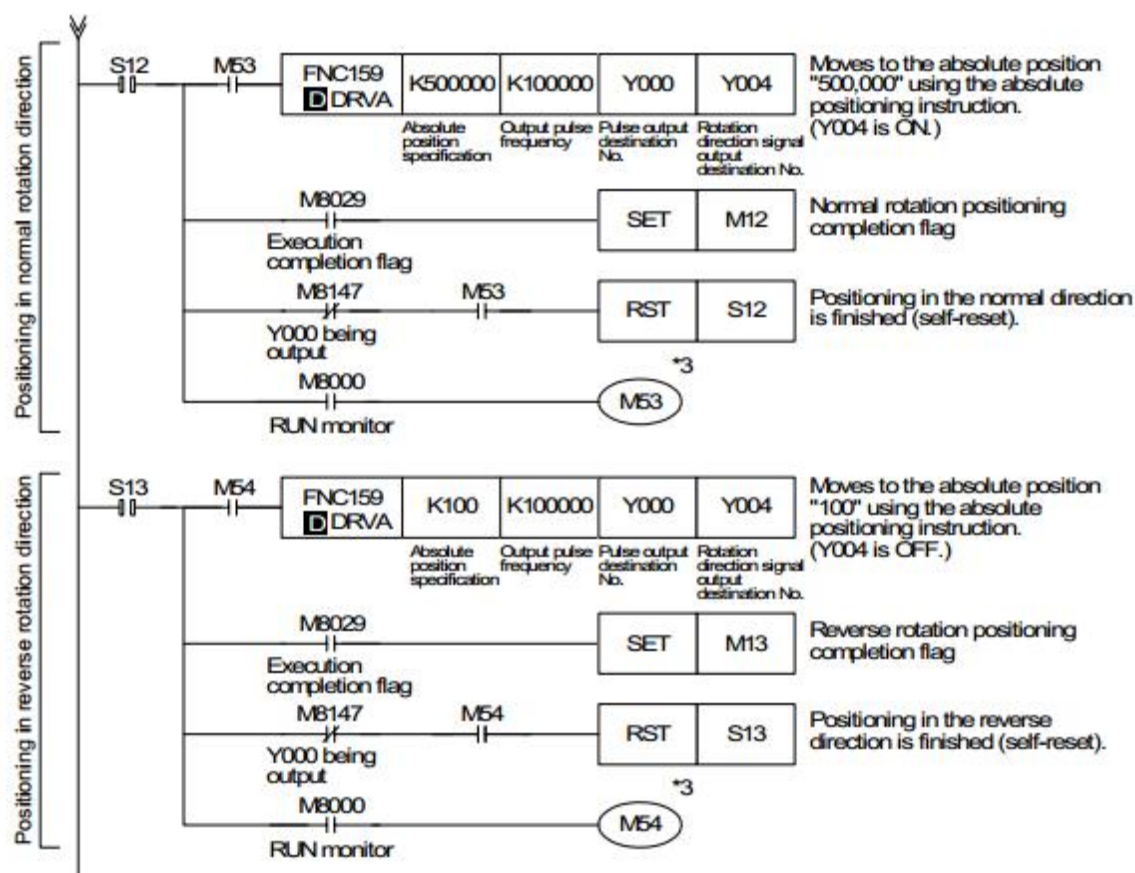 Positioning in normal rotation direction
S12
M53
FNC159
D DRVA
K500000
K100000
Y000
Y004
Moves to the absolute position
"500,000" using the absolute
positioning instruction.
(Y004 is ON.)
Absolute
position
specification
Output pulse
frequency
Pulse output
destination
No.
Rotation
direction signal
output
destination No.
M8029
Execution
completion flag
SET
M12
Normal rotation positioning
completion flag
M8147
Y000 being
output
M53
RST
S12
Positioning in the normal direction
is finished (self-reset).
M8000
RUN monitor
*3
M53
Positioning in reverse rotation direction
S13
M54
FNC159
D DRVA
K100
K100000
Y000
Y004
Moves to the absolute position
"100" using the absolute
positioning instruction.
(Y004 is OFF.)
Absolute
position
specification
Output pulse
frequency
Pulse output
destination
No.
Rotation
direction signal
output
destination No.
M8029
Execution
completion flag
SET
M13
Reverse rotation positioning
completion flag
M8147
Y000 being
output
M54
RST
S13
Positioning in the reverse
direction is finished (self-reset).
M8000
RUN monitor
*3
M54